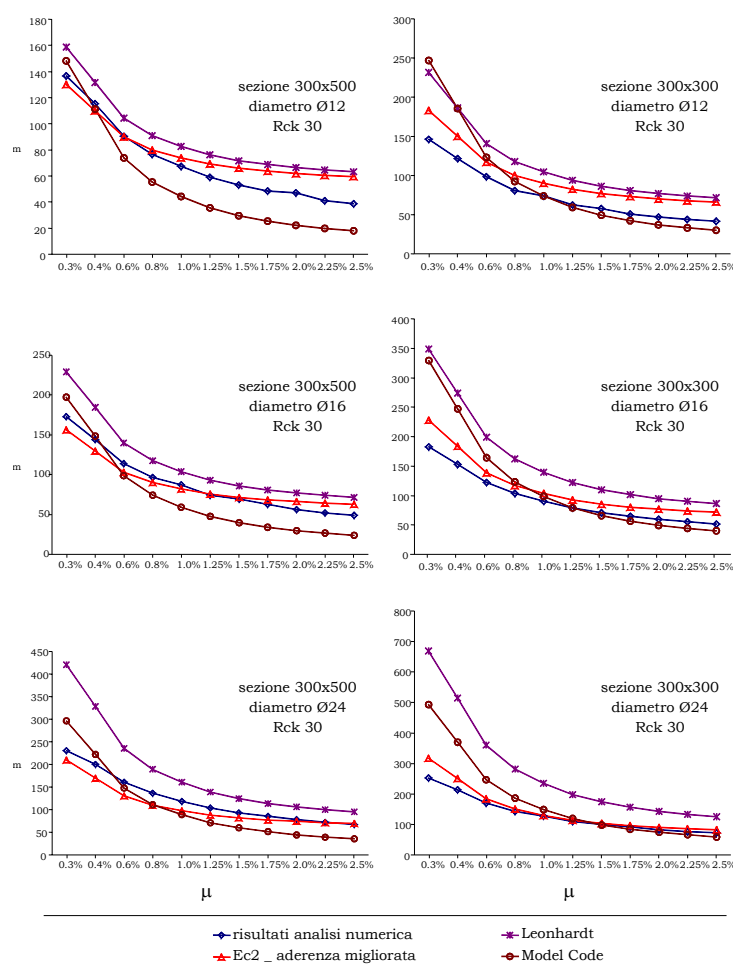 180
160
140
120
100
80
60
40
20
0
m
sezione 300x500
diametro Ø12
Rck 30
0.3% 0.4% 0.6% 0.8% 1.0% 1.25% 1.5% 1.75% 2.0% 2.25% 2.5%
300
250
200
150
100
50
0
sezione 300x300
diametro Ø12
Rck 30
0.3% 0.4% 0.6% 0.8% 1.0% 1.25% 1.5% 1.75% 2.0% 2.25% 2.5%
250
200
150
100
50
0
m
sezione 300x500
diametro Ø16
Rck 30
0.3% 0.4% 0.6% 0.8% 1.0% 1.25% 1.5% 1.75% 2.0% 2.25% 2.5%
400
350
300
250
200
150
100
50
0
sezione 300x300
diametro Ø16
Rck 30
0.3% 0.4% 0.6% 0.8% 1.0% 1.25% 1.5% 1.75% 2.0% 2.25% 2.5%
450
400
350
300
250
200
150
100
50
0
m
sezione 300x500
diametro Ø24
Rck 30
0.3% 0.4% 0.6% 0.8% 1.0% 1.25% 1.5% 1.75% 2.0% 2.25% 2.5%
μ
800
700
600
500
400
300
200
100
0
sezione 300x300
diametro Ø24
Rck 30
0.3% 0.4% 0.6% 0.8% 1.0% 1.25% 1.5% 1.75% 2.0% 2.25% 2.5%
μ
risultati analisi numerica
Leonhardt
Ec2 _ aderenza migliorata
Model Code